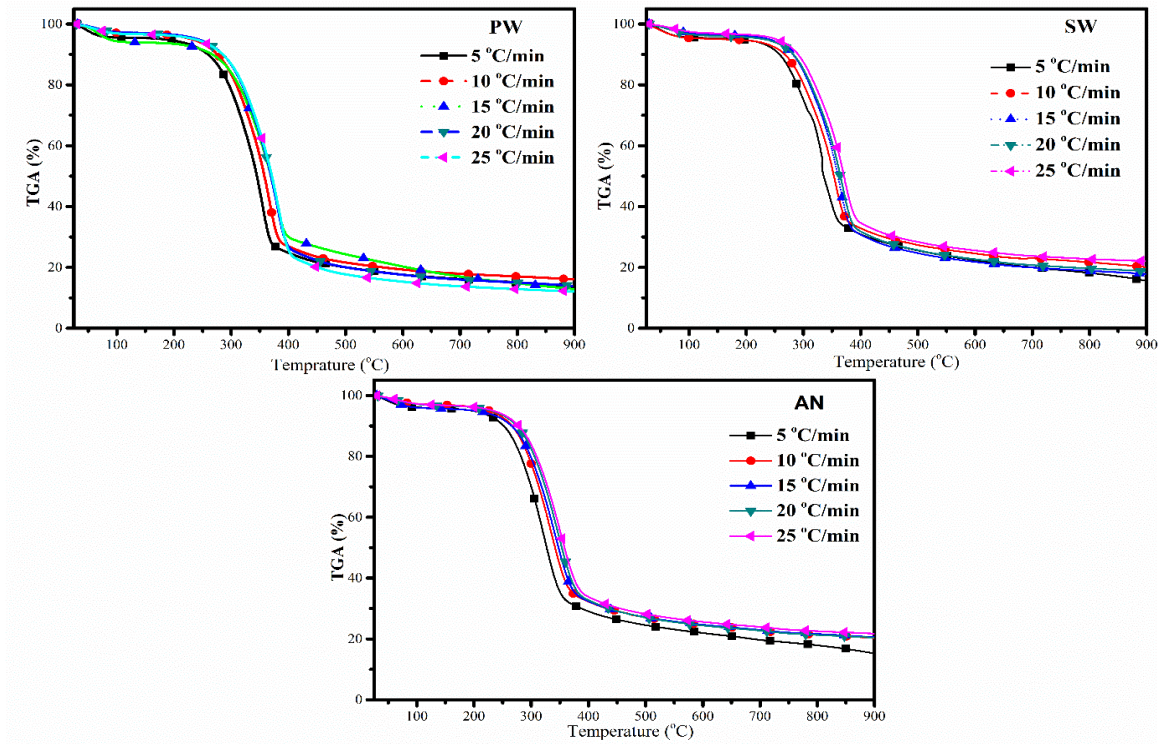 PW
5 °C/min
10 °C/min
15 °C/min
20 °C/min
25 °C/min
TGA (%)
100
80
60
40
20
0
100 200 300 400 500 600 700 800 900
Temprature (°C)
SW
5 °C/min
10 °C/min
15 °C/min
20 °C/min
25 °C/min
TGA (%)
100
80
60
40
20
0
100 200 300 400 500 600 700 800 900
Temperature (°C)
AN
5 °C/min
10 °C/min
15 °C/min
20 °C/min
25 °C/min
TGA (%)
100
80
60
40
20
0
100 200 300 400 500 600 700 800 900
Temperature (°C)